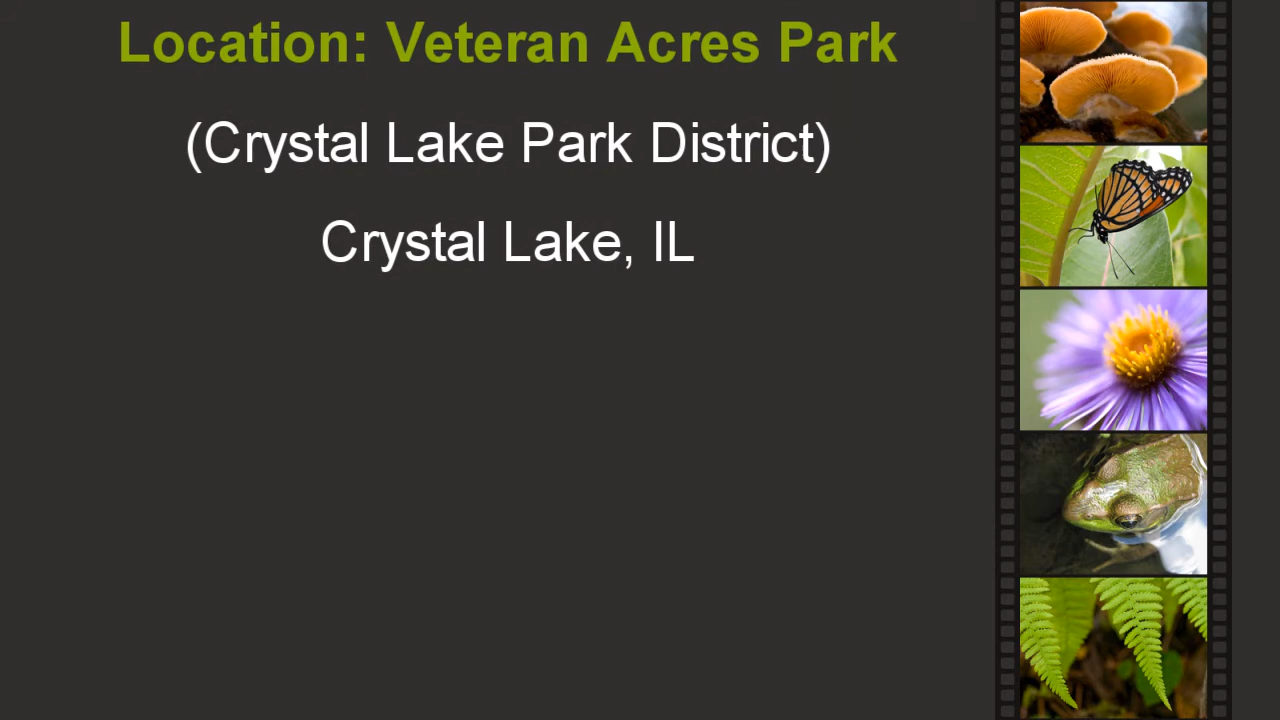 Location: Veteran Acres Park
(Crystal Lake Park District)
Crystal Lake, IL